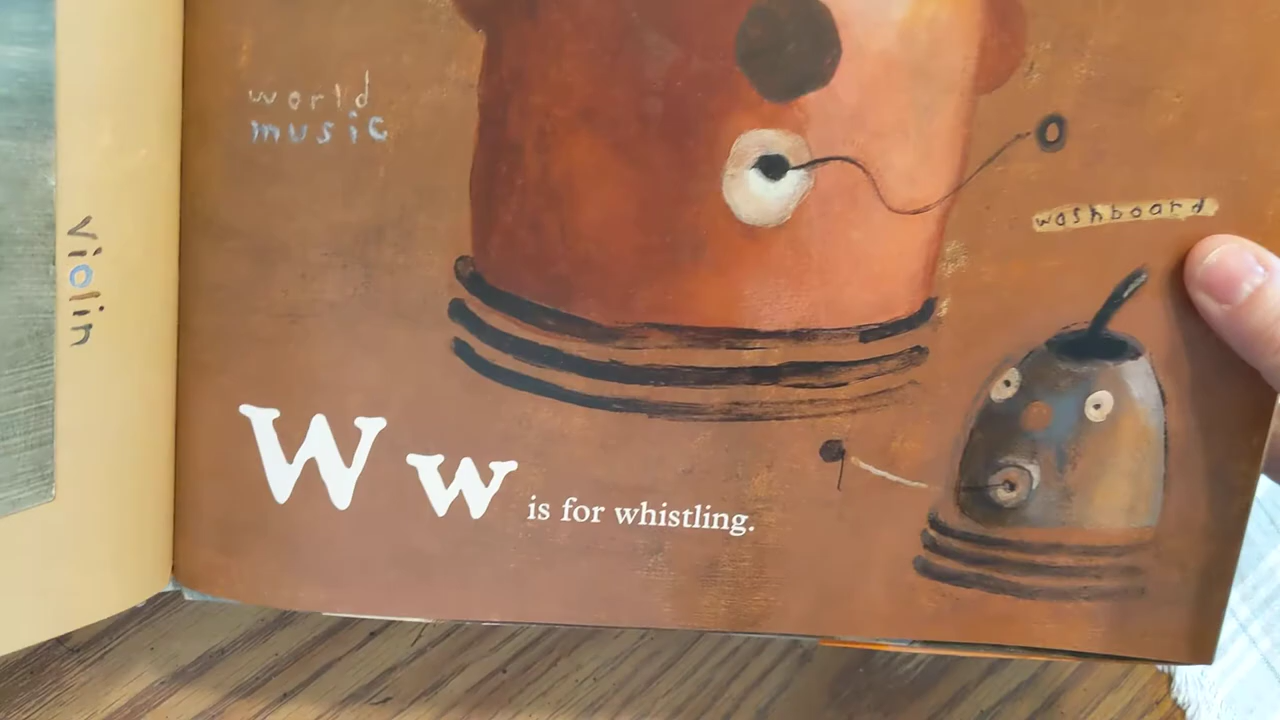 violin
world
music
washboard
W w is for whistling.